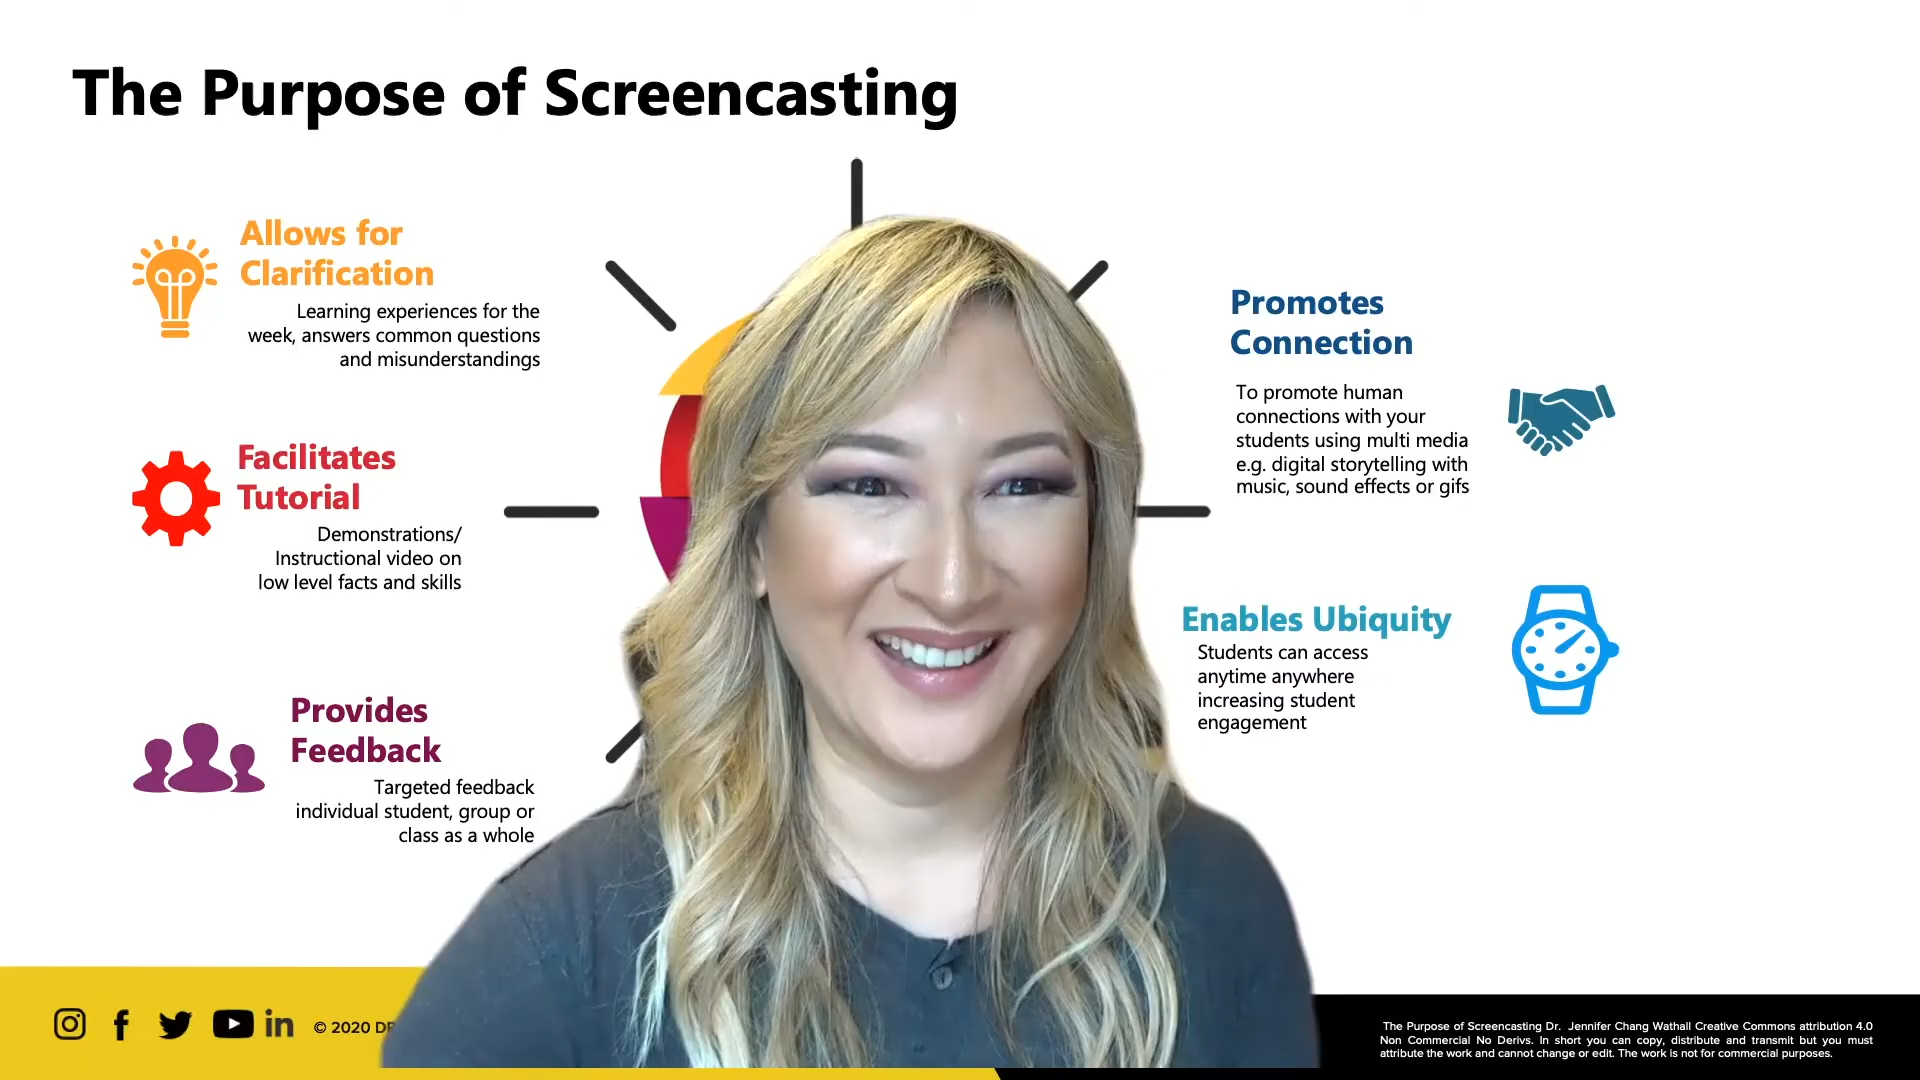 The Purpose of Screencasting
Allows for
Clarification
Learning experiences for the
week, answers common questions
and misunderstandings
Facilitates
Tutorial
Demonstrations/
Instructional video on
low level facts and skills
Provides
Feedback
Targeted feedback
individual student, group or
class as a whole
Promotes
Connection
To promote human
connections with your
students using multi media
e.g. digital storytelling with
music, sound effects or gifs
Enables Ubiquity
Students can access
anytime anywhere
increasing student
engagement
© 2020 DR
The Purpose of Screencasting Dr. Jennifer Chang Wathall Creative Commons attribution 4.0
Non Commercial No Derivs. In short you can copy, distribute and transmit but you must
attribute the work and cannot change or edit. The work is not for commercial purposes.